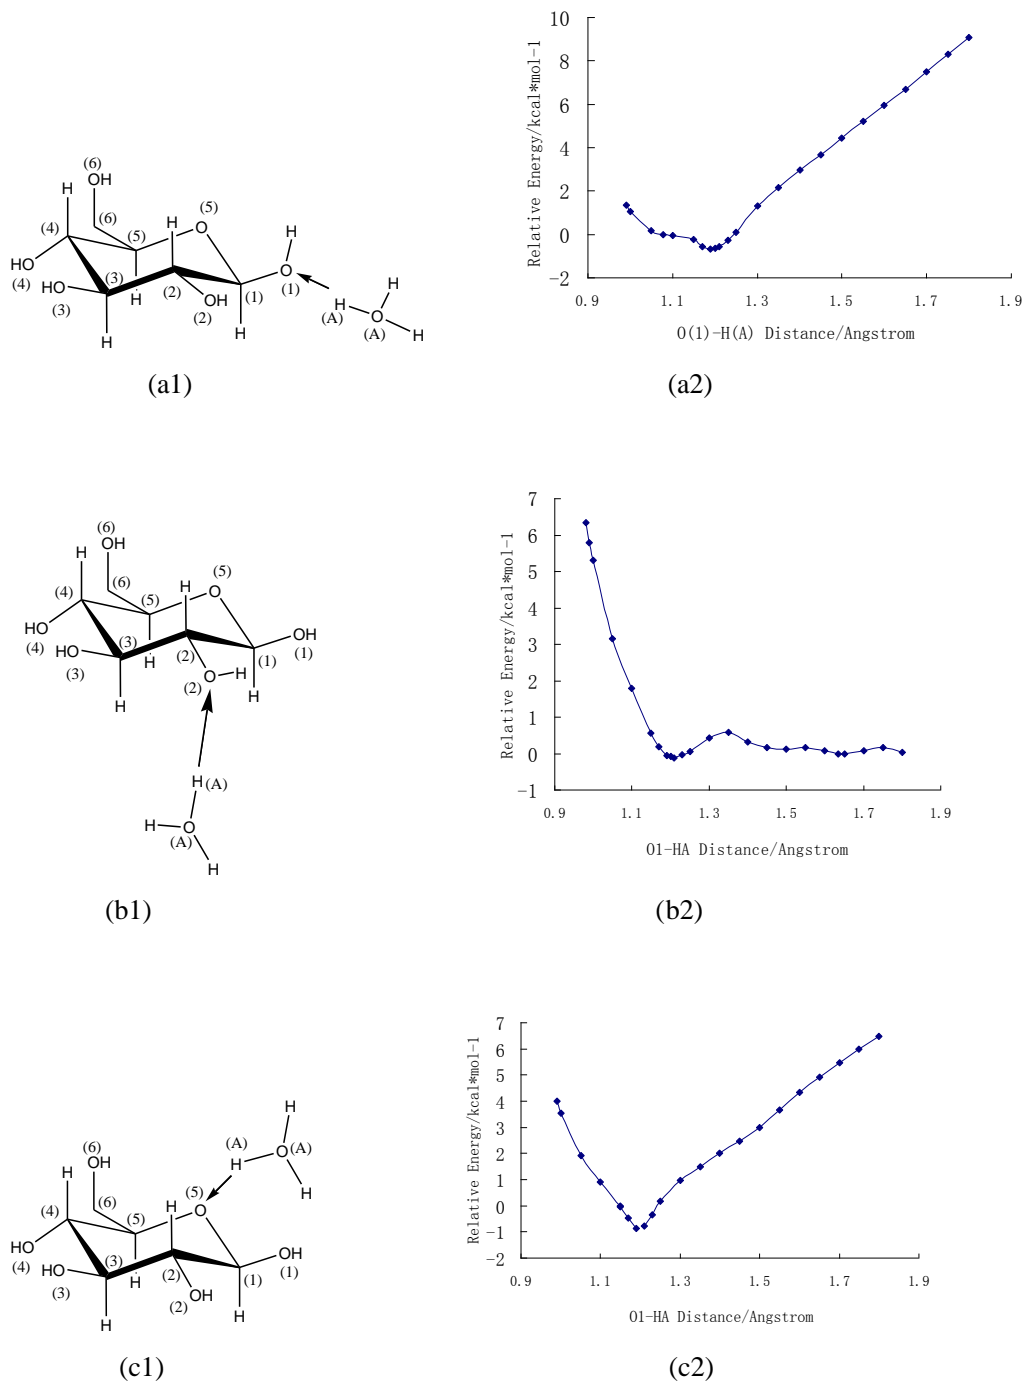 10
8
6
4
2
0
-2
Relative Energy/kcal*mol-1
0.9 1.1 1.3 1.5 1.7 1.9
O(1)-H(A) Distance/Angstrom
(6)
OH
H
(6)
(5)
(4)
(5)
H
H
HO
(4)
HO
(3)
(3)
H
(2)
OH
(2)
(1)
O
(1)
O
H
H
H
(A)
H
O
(A)
H
(a1)
(a2)
7
6
5
4
3
2
1
0
-1
Relative Energy/kcal*mol-1
0.9 1.1 1.3 1.5 1.7 1.9
O1-HA Distance/Angstrom
(6)
OH
H
(6)
(5)
O
(4)
(5)
H
OH
(1)
HO
(4)
HO
(3)
(3)
H
(2)
O
H
(2)
(1)
H
H
H
(A)
H
O
(A)
H
(b1)
(b2)
7
6
5
4
3
2
1
0
-1
-2
Relative Energy/kcal*mol-1
0.9 1.1 1.3 1.5 1.7 1.9
O1-HA Distance/Angstrom
H
(A)
H
O
(A)
H
(6)
OH
H
(6)
(5)
O
(4)
(5)
H
OH
(1)
HO
(4)
HO
(3)
(3)
H
(2)
OH
(2)
(1)
H
H
(c1)
(c2)